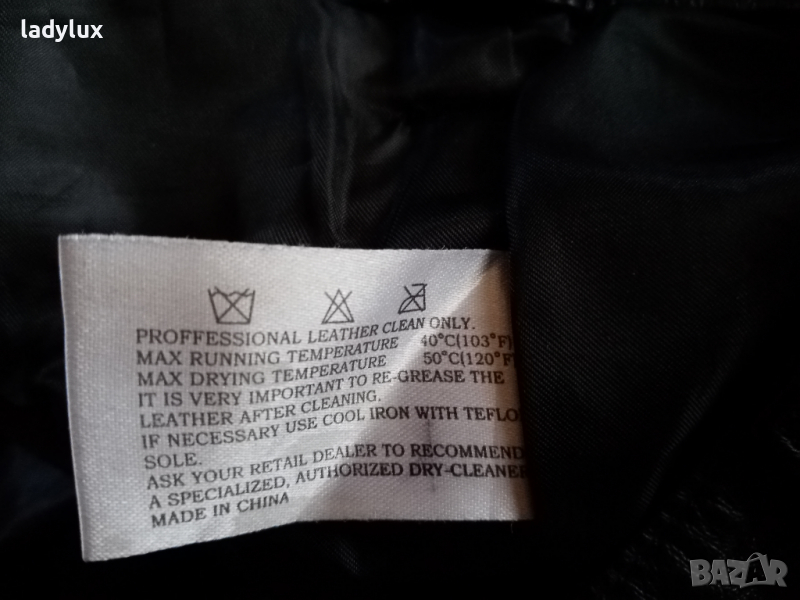 ladylux
PROFFESSIONAL LEATHER CLEAN ONLY.
MAX RUNNING TEMPERATURE 40°C(103°F)
MAX DRYING TEMPERATURE 50°C(120°F
IT IS VERY IMPORTANT TO RE-GREASE THE
LEATHER AFTER CLEANING.
IF NECESSARY USE COOL IRON WITH TEFLO
SOLE.
ASK YOUR RETAIL DEALER TO RECOMMEND
A SPECIALIZED, AUTHORIZED DRY-CLEANER
MADE IN CHINA
BAZAR